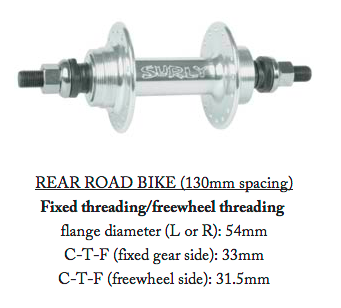 SURLY
REAR ROAD BIKE (130mm spacing)
Fixed threading/freewheel threading
flange diameter (L or R): 54mm
C-T-F (fixed gear side): 33mm
C-T-F (freewheel side): 31.5mm